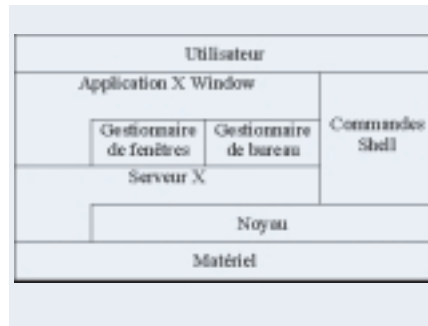 Utilisateur
Application X Window
Gestionnaire
de fenêtres
Gestionnaire
de bureau
Commandes
Shell
Serveur X
Noyau
Matériel